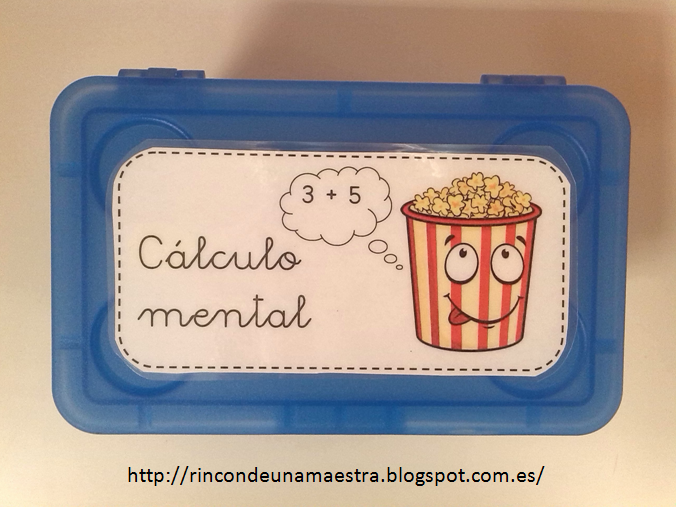 3 + 5
Cálculo
mental
http://rincondeunamaestra.blogspot.com.es/